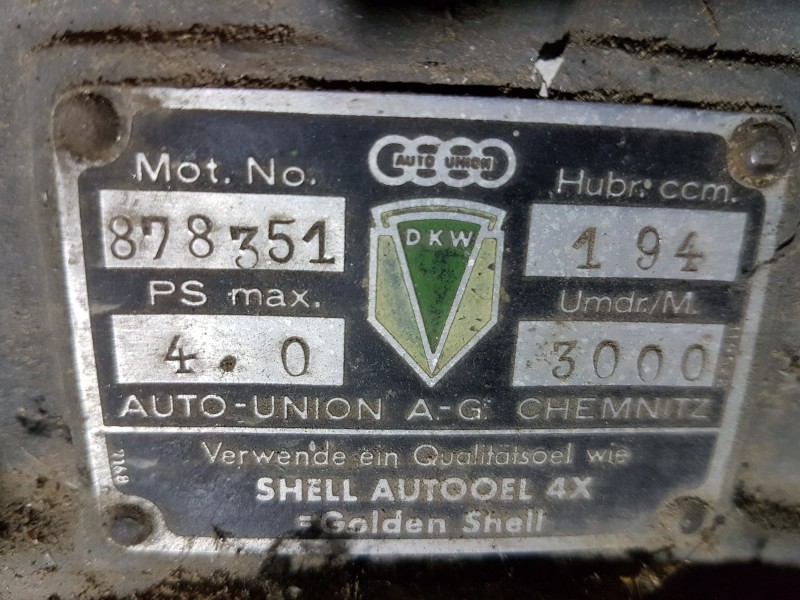 AUTO UNION
Mot. No. Hubr. ccm.
878351 DKW 194
PS max. Umdr./M.
4.0 3000
AUTO-UNION A-G. CHEMNITZ
Verwende ein Qualitätsoel wie
SHELL AUTOOEL 4X
=Golden Shell
7168